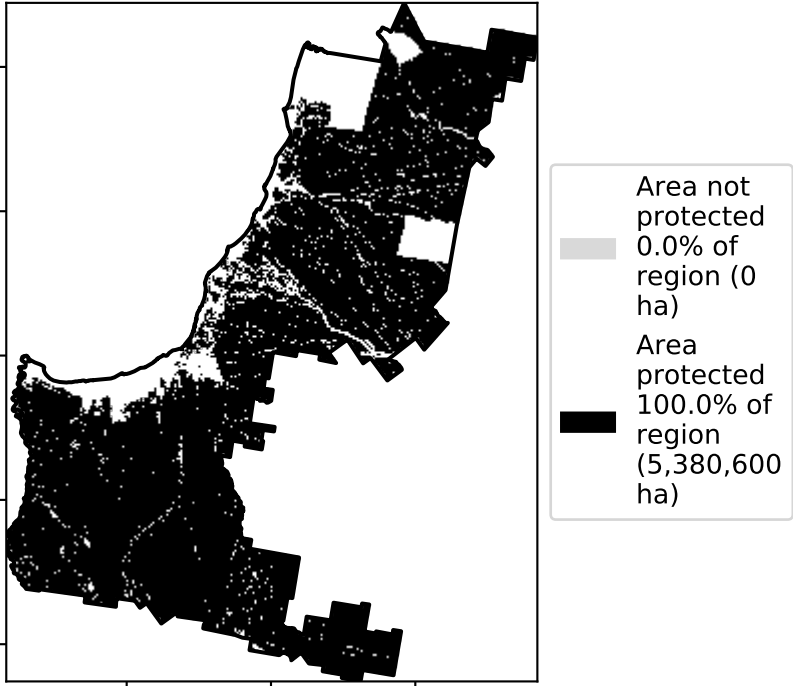 Area not
protected
0.0% of
region (0
ha)
Area
protected
100.0% of
region
(5,380,600
ha)